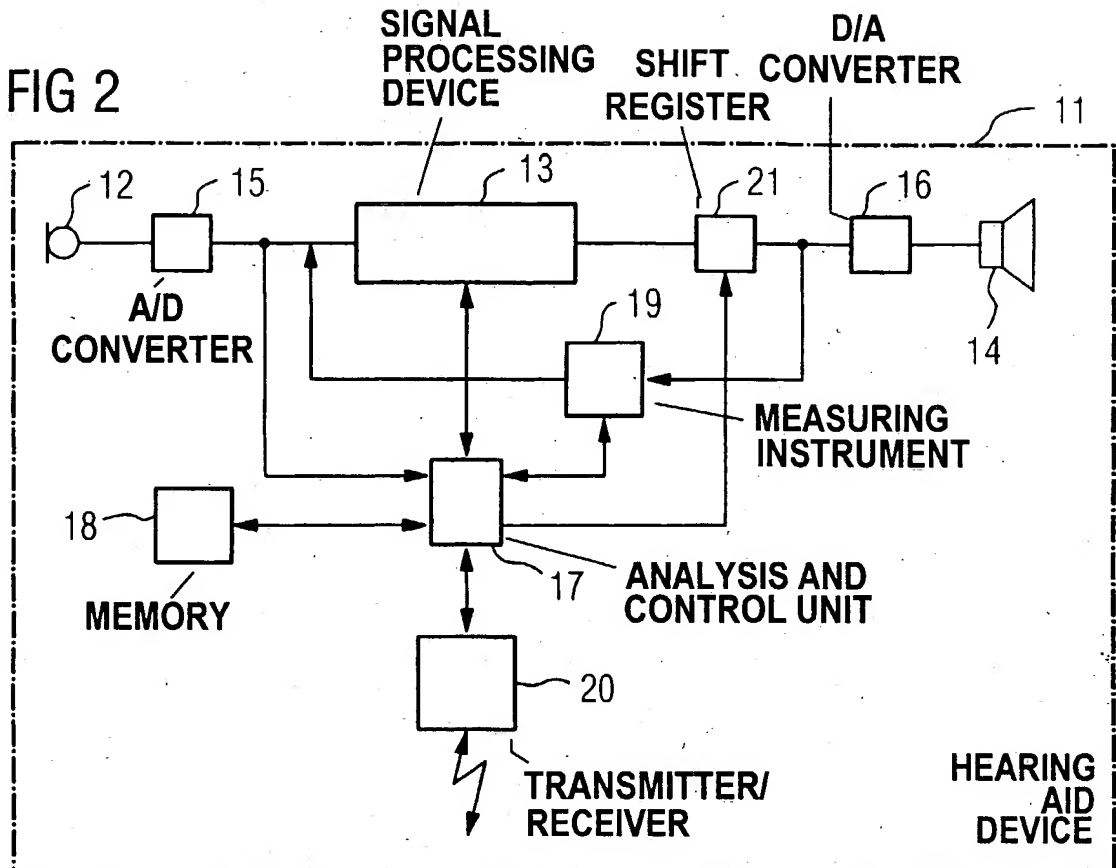 FIG 2
SIGNAL
PROCESSING
DEVICE
SHIFT
REGISTER
D/A
CONVERTER
11
12
15
13
21
16
A/D
CONVERTER
19
14
MEASURING
INSTRUMENT
18
MEMORY
17
ANALYSIS AND
CONTROL UNIT
20
TRANSMITTER/
RECEIVER
HEARING
AID
DEVICE